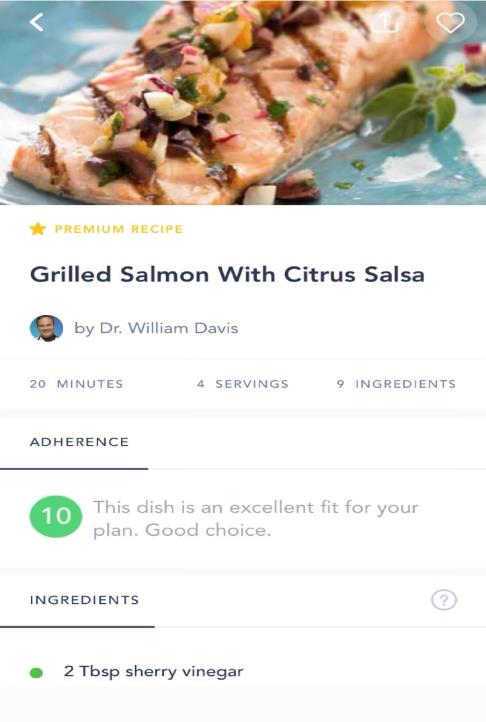 PREMIUM RECIPE
Grilled Salmon With Citrus Salsa
by Dr. William Davis
20 MINUTES
4 SERVINGS
9 INGREDIENTS
ADHERENCE
10
This dish is an excellent fit for your
plan. Good choice.
INGREDIENTS
?
2 Tbsp sherry vinegar